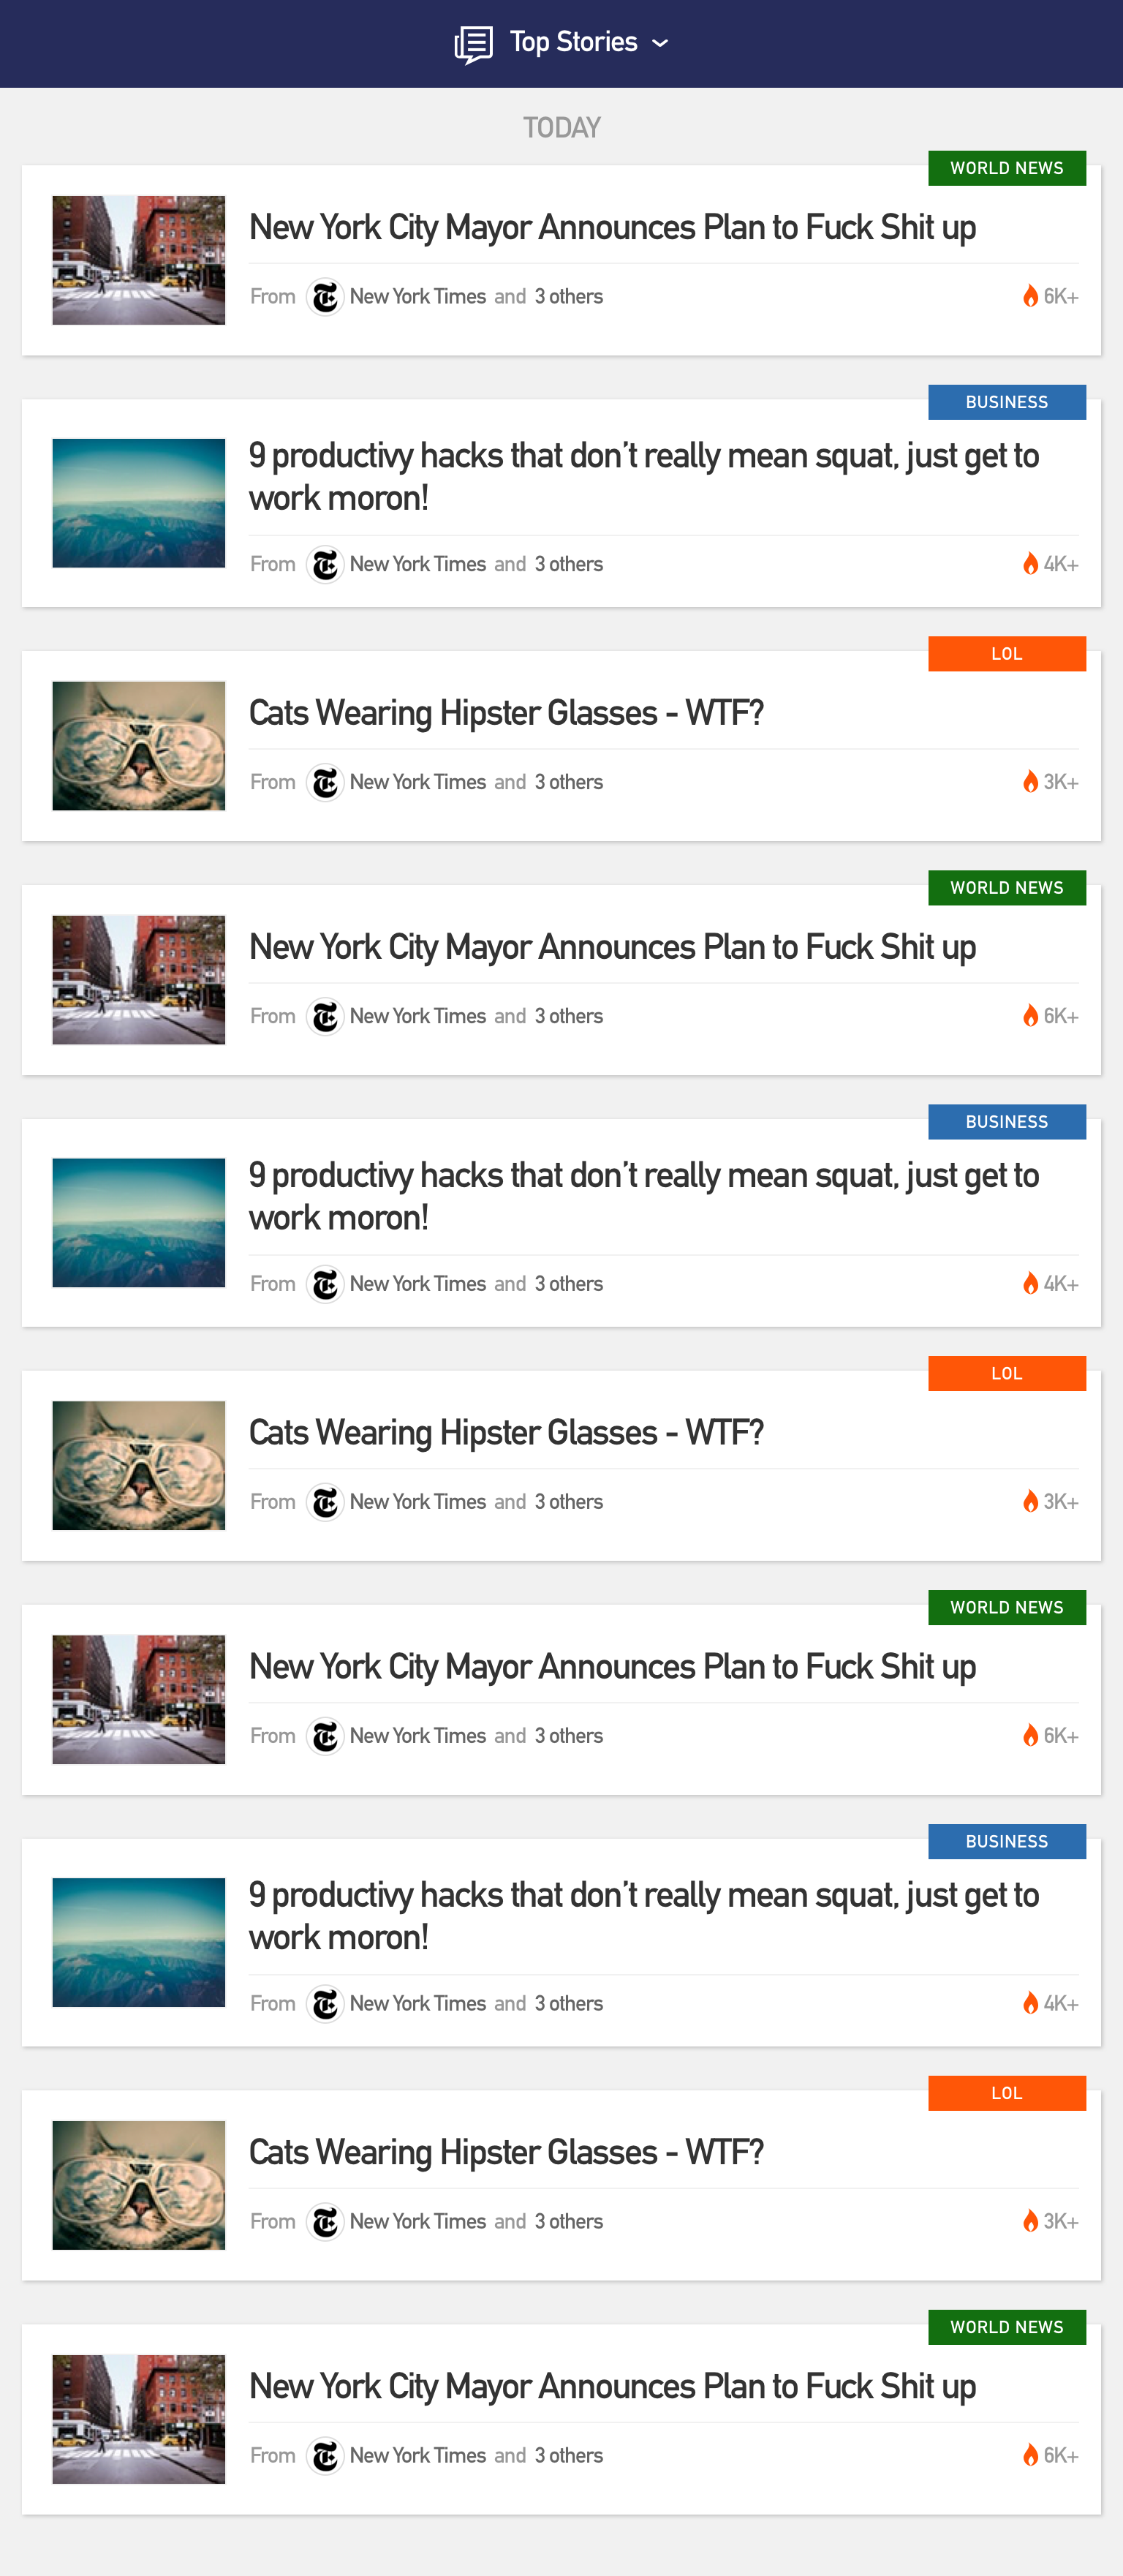 Top Stories
TODAY
WORLD NEWS
New York City Mayor Announces Plan to Fuck Shit up
From New York Times and 3 others 6K+
BUSINESS
9 productivy hacks that don’t really mean squat, just get to
work moron!
From New York Times and 3 others 4K+
LOL
Cats Wearing Hipster Glasses - WTF?
From New York Times and 3 others 3K+
WORLD NEWS
New York City Mayor Announces Plan to Fuck Shit up
From New York Times and 3 others 6K+
BUSINESS
9 productivy hacks that don’t really mean squat, just get to
work moron!
From New York Times and 3 others 4K+
LOL
Cats Wearing Hipster Glasses - WTF?
From New York Times and 3 others 3K+
WORLD NEWS
New York City Mayor Announces Plan to Fuck Shit up
From New York Times and 3 others 6K+
BUSINESS
9 productivy hacks that don’t really mean squat, just get to
work moron!
From New York Times and 3 others 4K+
LOL
Cats Wearing Hipster Glasses - WTF?
From New York Times and 3 others 3K+
WORLD NEWS
New York City Mayor Announces Plan to Fuck Shit up
From New York Times and 3 others 6K+